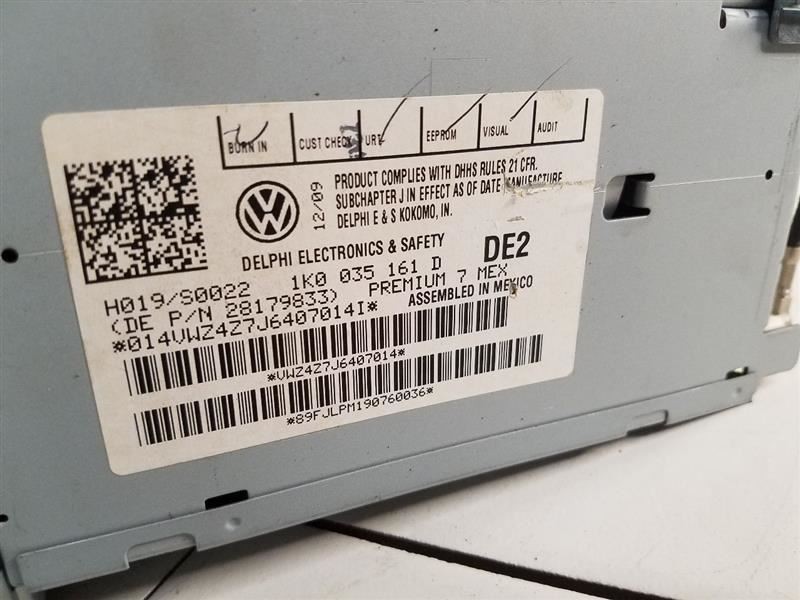 BURN IN CUST CHECK URT EEPROM VISUAL AUDIT
12/09
PRODUCT COMPLIES WITH DHHS RULES 21 CFR.
SUBCHAPTER J IN EFFECT AS OF DATE MANUFACTURE
DELPHI E & S KOKOMO, IN.
DELPHI ELECTRONICS & SAFETY
DE2
H019/S0022 1K0 035 161 D
(DE P/N 28179833) PREMIUM 7 MEX
*014VWZ4Z7J6407014I* ASSEMBLED IN MEXICO
*VWZ4Z7J6407014*
*89FJLPM190760036*